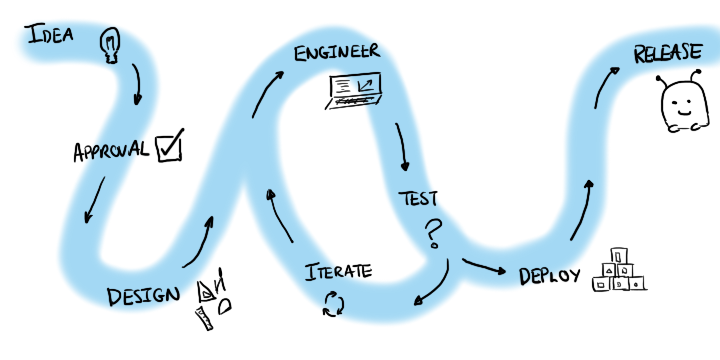 IDEA
APPROVAL
DESIGN
ENGINEER
TEST
?
ITERATE
DEPLOY
RELEASE